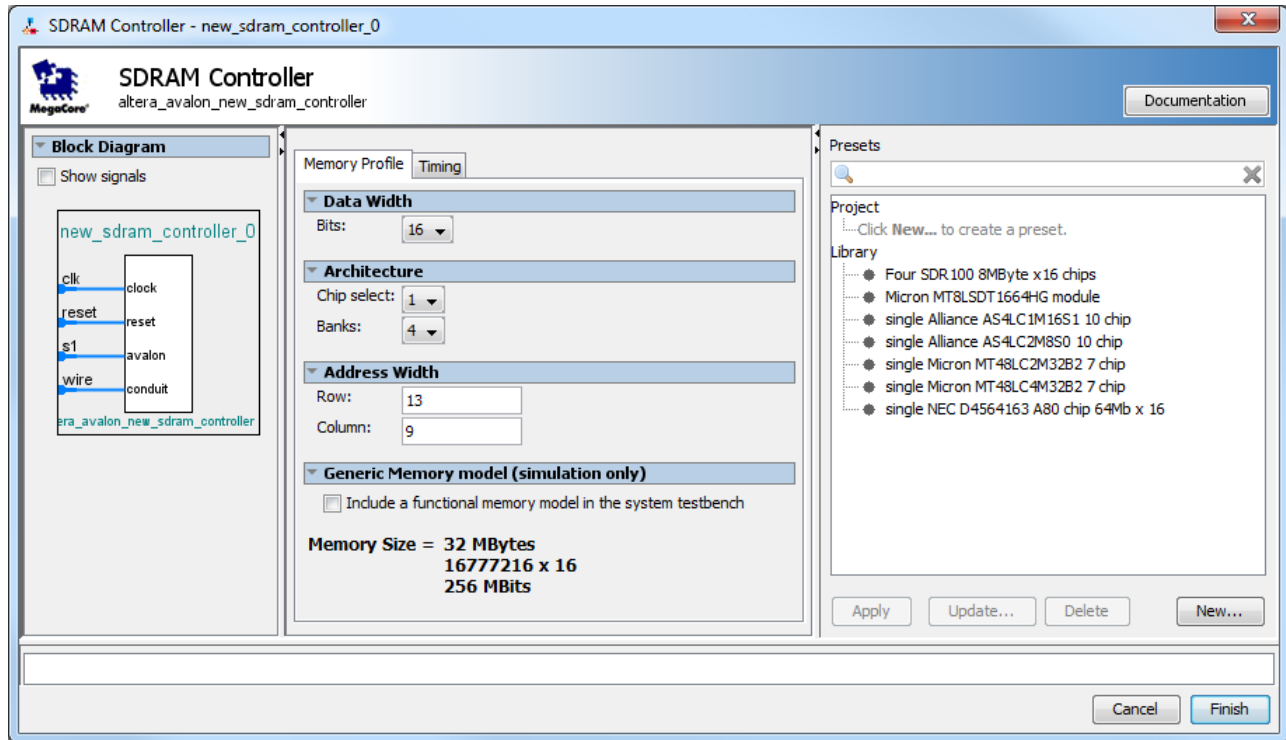 SDRAM Controller - new_sdram_controller_0
SDRAM Controller
altera_avalon_new_sdram_controller
MegaCore®
Documentation
Block Diagram
Show signals
new_sdram_controller_0
clk
clock
reset
reset
s1
avalon
wire
conduit
era_avalon_new_sdram_controller
Memory Profile
Timing
Data Width
Bits: 16
Architecture
Chip select: 1
Banks: 4
Address Width
Row: 13
Column: 9
Generic Memory model (simulation only)
Include a functional memory model in the system testbench
Memory Size = 32 MBytes
16777216 x 16
256 MBits
Presets
Project
Click New... to create a preset.
Library
Four SDR100 8MByte x16 chips
Micron MT8LSDT1664HG module
single Alliance AS4LC1M16S1 10 chip
single Alliance AS4LC2M8S0 10 chip
single Micron MT48LC2M32B2 7 chip
single Micron MT48LC4M32B2 7 chip
single NEC D4564163 A80 chip 64Mb x 16
Apply
Update...
Delete
New...
Cancel
Finish